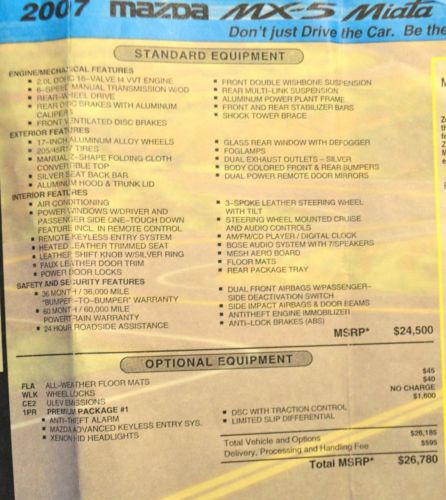 2007 mazda MX-5 Miata
Don't just Drive the Car. Be the
STANDARD EQUIPMENT
ENGINE/MECHANICAL FEATURES
■ 2.0L DOHC 16-VALVE I4 VVT ENGINE
■ 6-SPEED MANUAL TRANSMISSION W/OD
■ REAR-WHEEL DRIVE
■ REAR DISC BRAKES WITH ALUMINUM
CALIPERS
■ FRONT VENTILATED DISC BRAKES
■ FRONT DOUBLE WISHBONE SUSPENSION
■ REAR MULTI-LINK SUSPENSION
■ ALUMINUM POWER PLANT FRAME
■ FRONT AND REAR STABILIZER BARS
■ SHOCK TOWER BRACE
EXTERIOR FEATURES
■ 17-INCH ALUMINUM ALLOY WHEELS
■ 205/45R17 TIRES
■ MANUAL Z-SHAPE FOLDING CLOTH
CONVERTIBLE TOP
■ SILVER SEAT BACK BAR
■ ALUMINUM HOOD & TRUNK LID
■ GLASS REAR WINDOW WITH DEFOGGER
■ FOGLAMPS
■ DUAL EXHAUST OUTLETS - SILVER
■ BODY COLORED FRONT & REAR BUMPERS
■ DUAL POWER REMOTE DOOR MIRRORS
INTERIOR FEATURES
■ AIR CONDITIONING
■ POWER WINDOWS W/DRIVER AND
PASSENGER SIDE ONE-TOUCH DOWN
FEATURE INCL. IN REMOTE CONTROL
■ REMOTE KEYLESS ENTRY SYSTEM
■ HEATED LEATHER TRIMMED SEAT
■ LEATHER SHIFT KNOB W/SILVER RING
■ FAUX LEATHER DOOR TRIM
■ POWER DOOR LOCKS
■ 3-SPOKE LEATHER STEERING WHEEL
WITH TILT
■ STEERING WHEEL MOUNTED CRUISE
AND AUDIO CONTROLS
■ AM/FM/CD PLAYER / DIGITAL CLOCK
■ BOSE AUDIO SYSTEM WITH 7/SPEAKERS
■ MESH AERO BOARD
■ FLOOR MATS
■ REAR PACKAGE TRAY
SAFETY AND SECURITY FEATURES
■ 36 MONTH / 36,000 MILE
"BUMPER-TO-BUMPER" WARRANTY
■ 60 MONTH / 60,000 MILE
POWERTRAIN WARRANTY
■ 24 HOUR ROADSIDE ASSISTANCE
■ DUAL FRONT AIRBAGS W/PASSENGER-
SIDE DEACTIVATION SWITCH
■ SIDE IMPACT AIRBAGS & DOOR BEAMS
■ ANTITHEFT ENGINE IMMOBILIZER
■ ANTI-LOCK BRAKES (ABS)
MSRP* $24,500
OPTIONAL EQUIPMENT
FLA ALL-WEATHER FLOOR MATS $45
WLK WHEEL LOCKS $40
CE2 ULEV EMISSIONS NO CHARGE
1PR PREMIUM PACKAGE #1 $1,600
■ ANTI-THEFT ALARM
■ MAZDA ADVANCED KEYLESS ENTRY SYS.
■ XENON HID HEADLIGHTS
■ DSC WITH TRACTION CONTROL
■ LIMITED SLIP DIFFERENTIAL
Total Vehicle and Options $26,185
Delivery, Processing and Handling Fee $595
Total MSRP* $26,780